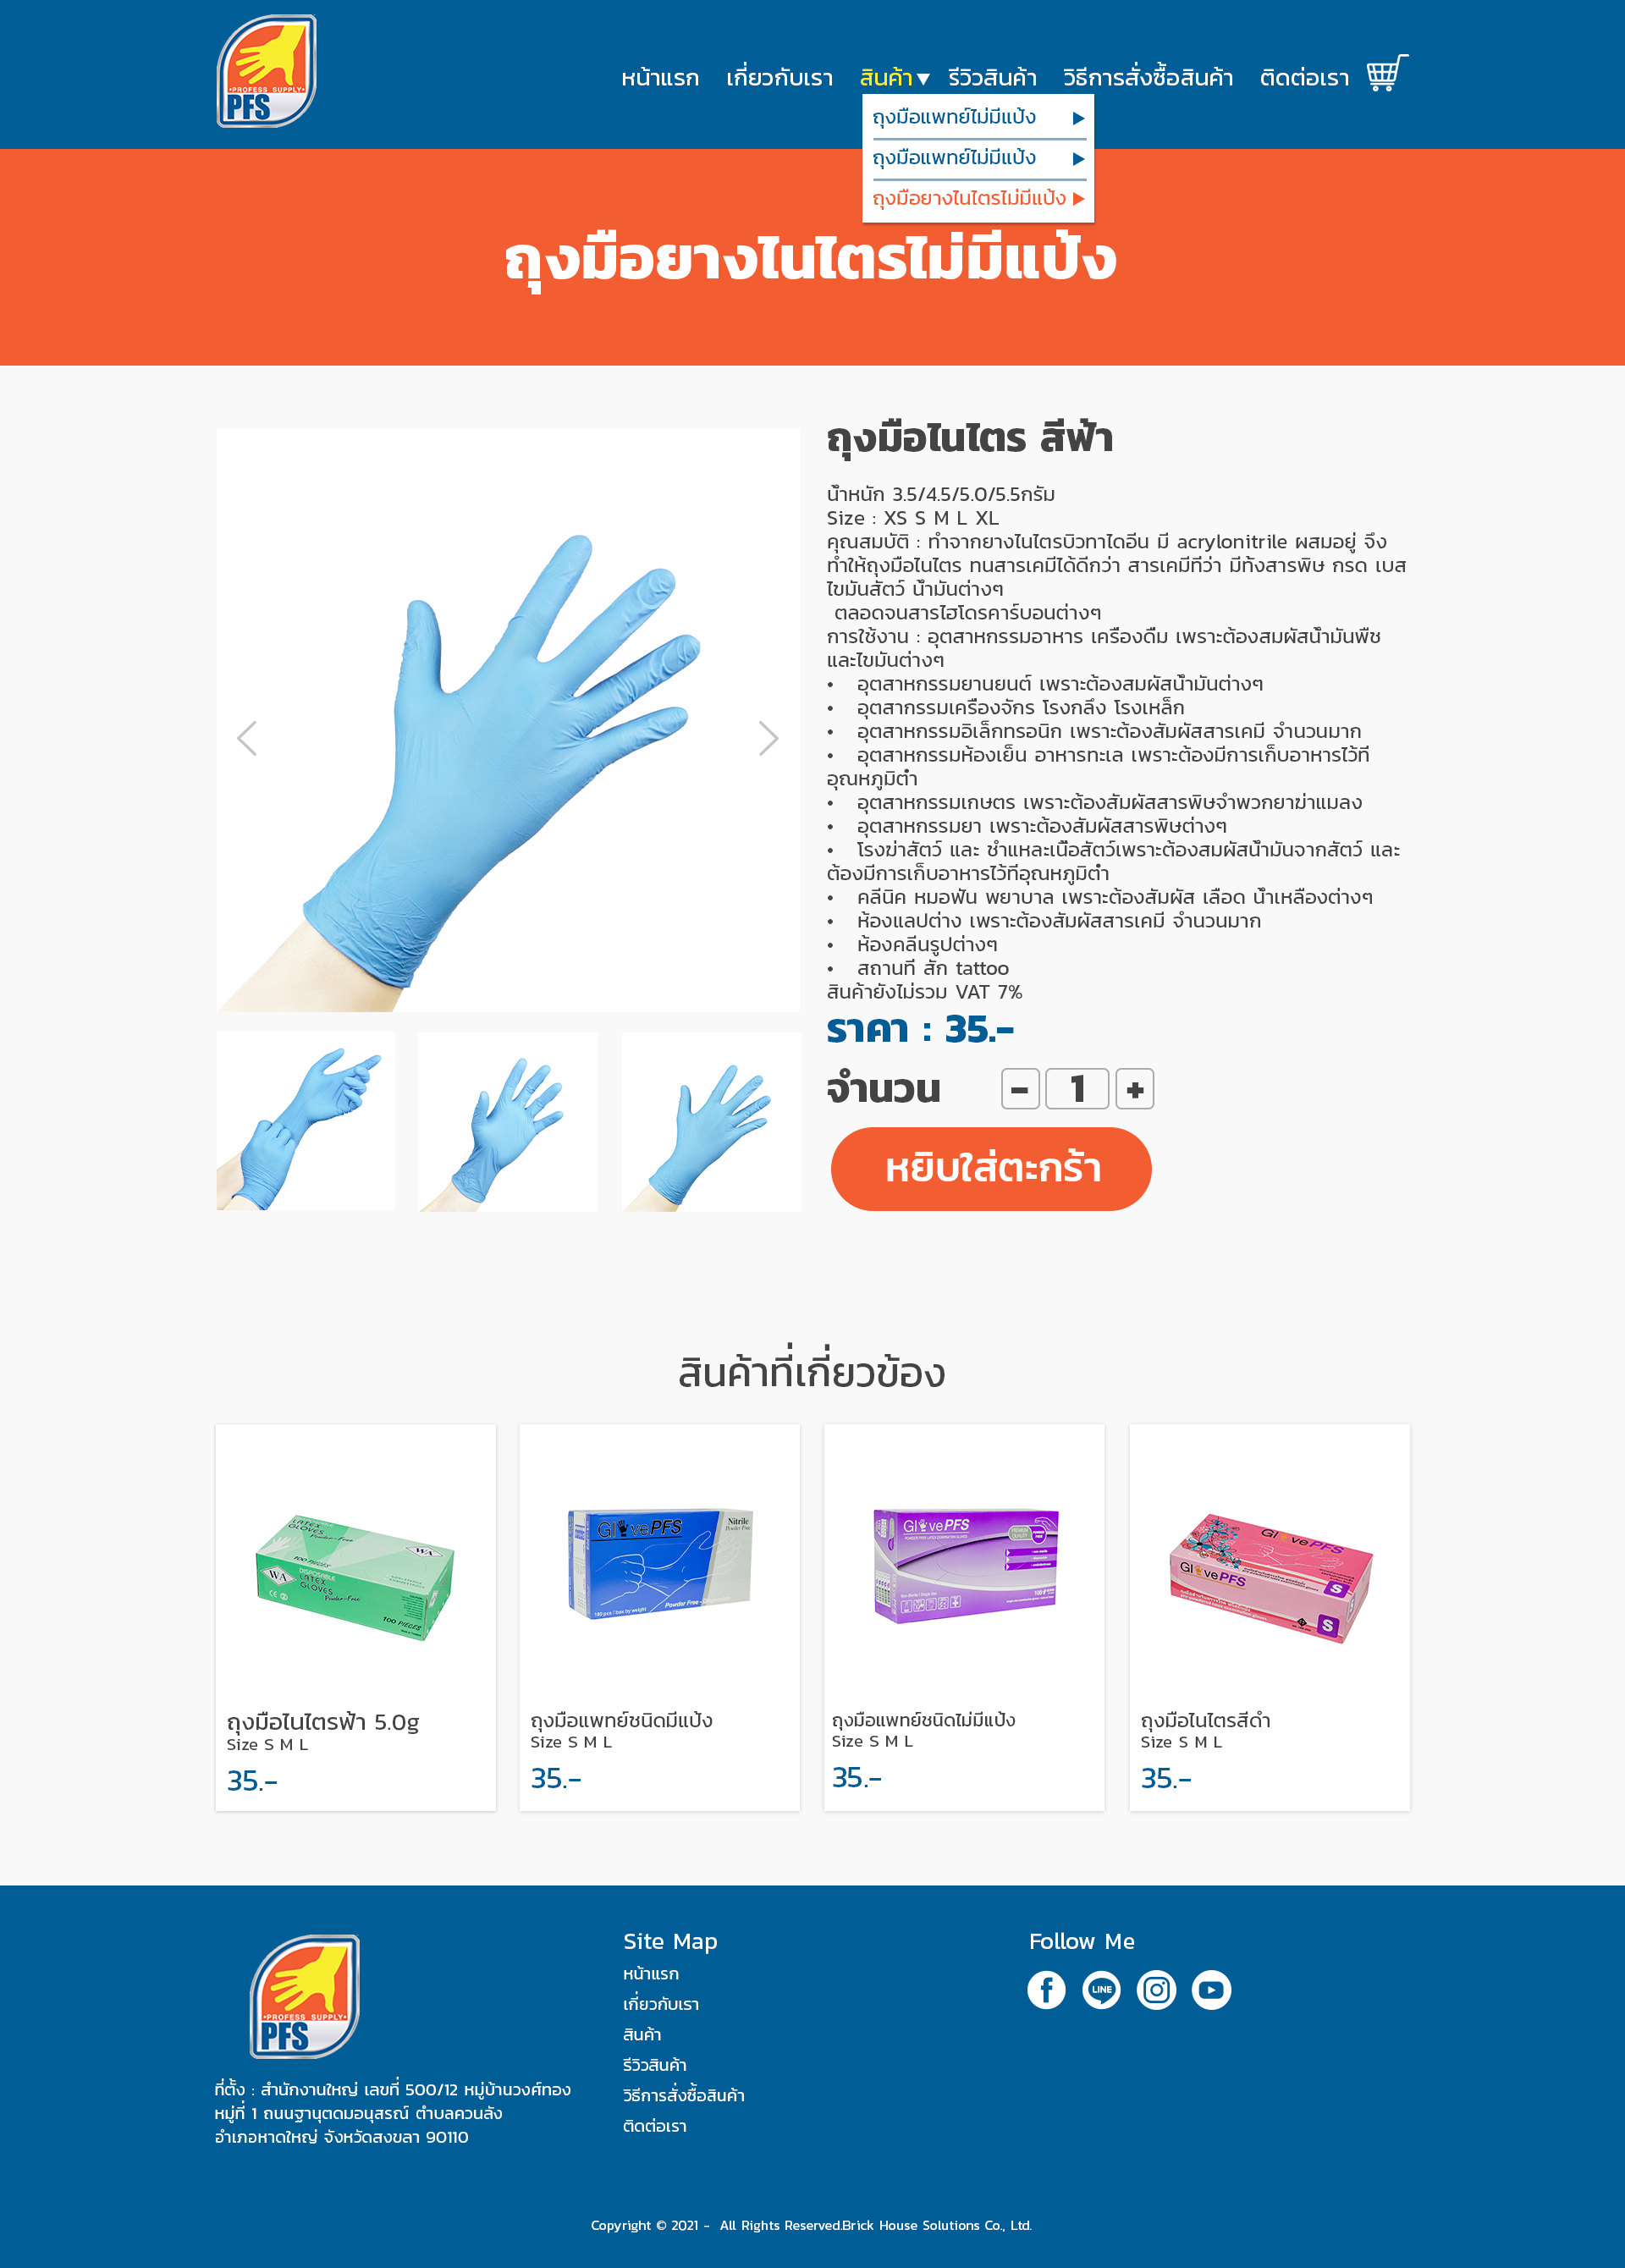 •PROFESS SUPPLY•
PFS
หน้าแรก เกี่ยวกับเรา สินค้า รีวิวสินค้า วิธีการสั่งซื้อสินค้า ติดต่อเรา
ถุงมือแพทย์ไม่มีแป้ง
ถุงมือแพทย์ไม่มีแป้ง
ถุงมือยางไนไตรไม่มีแป้ง
ถุงมือยางไนไตรไม่มีแป้ง
ถุงมือไนไตร สีฟ้า
น้ำหนัก 3.5/4.5/5.0/5.5กรัม
Size : XS S M L XL
คุณสมบัติ : ทำจากยางไนไตรบิวทาไดอีน มี acrylonitrile ผสมอยู่ จึง
ทำให้ถุงมือไนไตร ทนสารเคมีได้ดีกว่า สารเคมีที่ว่า มีทั้งสารพิษ กรด เบส
ไขมันสัตว์ น้ำมันต่างๆ
ตลอดจนสารไฮโดรคาร์บอนต่างๆ
การใช้งาน : อุตสาหกรรมอาหาร เครื่องดื่ม เพราะต้องสมผัสน้ำมันพืช
และไขมันต่างๆ
• อุตสาหกรรมยานยนต์ เพราะต้องสมผัสน้ำมันต่างๆ
• อุตสากรรมเครื่องจักร โรงกลึง โรงเหล็ก
• อุตสาหกรรมอิเล็กทรอนิก เพราะต้องสัมผัสสารเคมี จำนวนมาก
• อุตสาหกรรมห้องเย็น อาหารทะเล เพราะต้องมีการเก็บอาหารไว้ที่
อุณหภูมิต่ำ
• อุตสาหกรรมเกษตร เพราะต้องสัมผัสสารพิษจำพวกยาฆ่าแมลง
• อุตสาหกรรมยา เพราะต้องสัมผัสสารพิษต่างๆ
• โรงฆ่าสัตว์ และ ชำแหละเนื้อสัตว์เพราะต้องสมผัสน้ำมันจากสัตว์ และ
ต้องมีการเก็บอาหารไว้ที่อุณหภูมิต่ำ
• คลีนิค หมอฟัน พยาบาล เพราะต้องสัมผัส เลือด น้ำเหลืองต่างๆ
• ห้องแลปต่าง เพราะต้องสัมผัสสารเคมี จำนวนมาก
• ห้องคลีนรูปต่างๆ
• สถานที่ สัก tattoo
สินค้ายังไม่รวม VAT 7%
ราคา : 35.-
จำนวน - 1 +
หยิบใส่ตะกร้า
สินค้าที่เกี่ยวข้อง
LATEX GLOVES
Powder-Free
100 PIECES
WA
WA
DISPOSABLE
LATEX
GLOVES
Powder-Free
100 PIECES
GlovePFS
Nitrile
Powder Free
Powder Free
GlovePFS
PREMIUM QUALITY
100
GlovePFS
GlovePFS
S
S
ถุงมือไนไตรฟ้า 5.0g
Size S M L
35.-
ถุงมือแพทย์ชนิดมีแป้ง
Size S M L
35.-
ถุงมือแพทย์ชนิดไม่มีแป้ง
Size S M L
35.-
ถุงมือไนไตรสีดำ
Size S M L
35.-
•PROFESS SUPPLY•
PFS
ที่ตั้ง : สำนักงานใหญ่ เลขที่ 500/12 หมู่บ้านวงศ์ทอง
หมู่ที่ 1 ถนนฐานุตดมอนุสรณ์ ตำบลควนลัง
อำเภอหาดใหญ่ จังหวัดสงขลา 90110
Site Map
หน้าแรก
เกี่ยวกับเรา
สินค้า
รีวิวสินค้า
วิธีการสั่งซื้อสินค้า
ติดต่อเรา
Follow Me
LINE
Copyright © 2021 - All Rights Reserved.Brick House Solutions Co., Ltd.